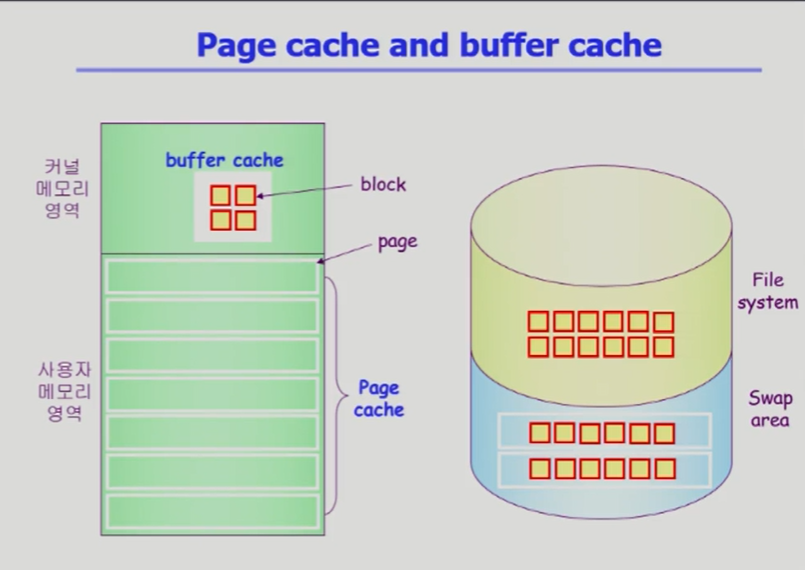 Page cache and buffer cache
커널
메모리
영역
buffer cache
block
page
사용자
메모리
영역
Page
cache
File
system
Swap
area